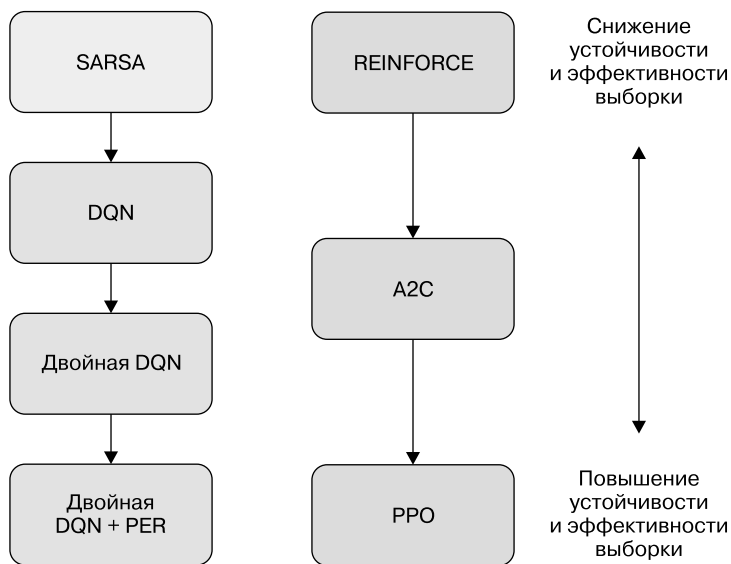 SARSA
DQN
Двойная DQN
Двойная
DQN + PER
REINFORCE
A2C
PPO
Снижение
устойчивости
и эффективности
выборки
Повышение
устойчивости
и эффективности
выборки